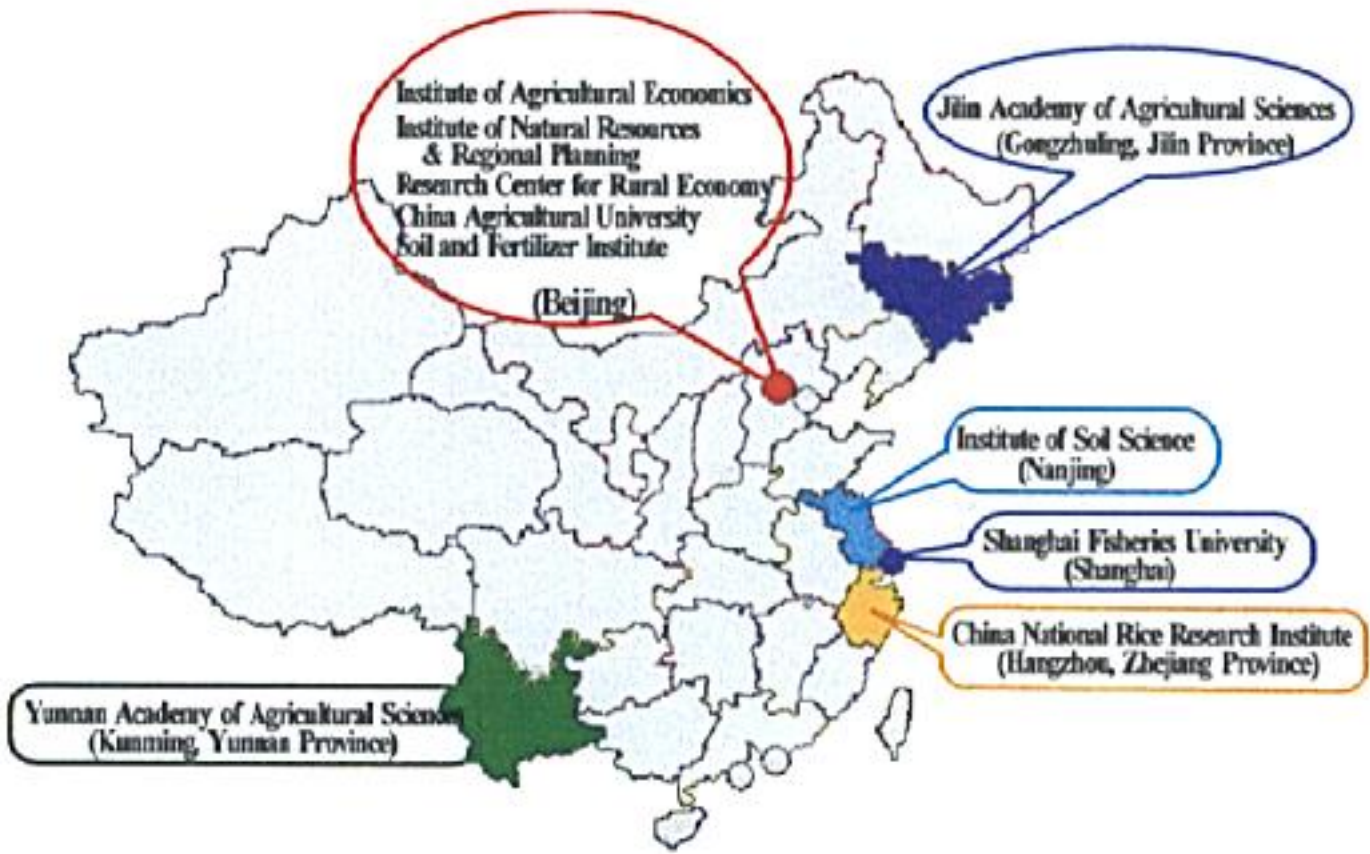 Institute of Agricultural Economics
Institute of Natural Resources
& Regional Planning
Research Center for Rural Economy
China Agricultural University
Soil and Fertilizer Institute
(Beijing)
Jilin Academy of Agricultural Sciences
(Gongzhuling, Jilin Province)
Institute of Soil Science
(Nanjing)
Shanghai Fisheries University
(Shanghai)
China National Rice Research Institute
(Hangzhou, Zhejiang Province)
Yunnan Academy of Agricultural Sciences
(Kunming, Yunnan Province)